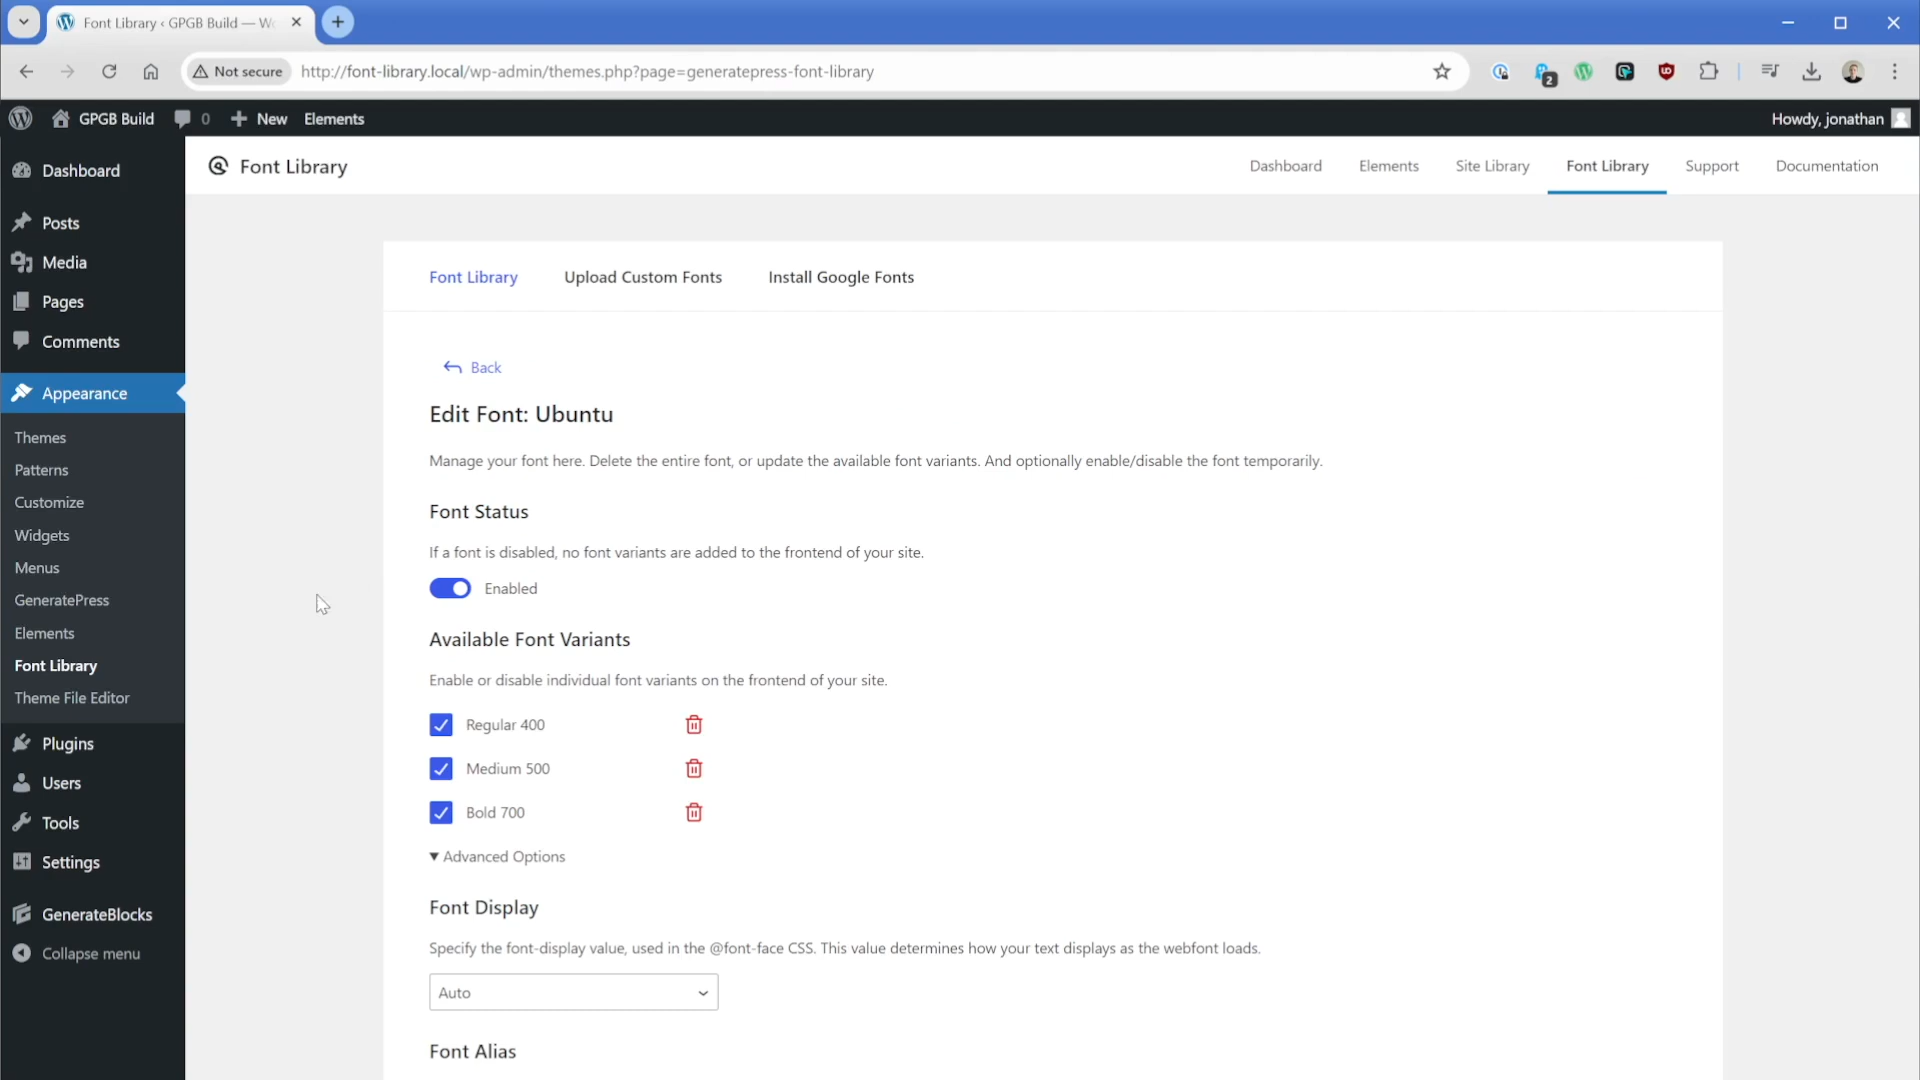 Font Library ‹ GPGB Build — Wo
Not secure
http://font-library.local/wp-admin/themes.php?page=generatepress-font-library
2
GPGB Build
0
New
Elements
Howdy, jonathan
Dashboard
Posts
Media
Pages
Comments
Appearance
Themes
Patterns
Customize
Widgets
Menus
GeneratePress
Elements
Font Library
Theme File Editor
Plugins
Users
Tools
Settings
GenerateBlocks
Collapse menu
Font Library
Dashboard
Elements
Site Library
Font Library
Support
Documentation
Font Library
Upload Custom Fonts
Install Google Fonts
Back
Edit Font: Ubuntu
Manage your font here. Delete the entire font, or update the available font variants. And optionally enable/disable the font temporarily.
Font Status
If a font is disabled, no font variants are added to the frontend of your site.
Enabled
Available Font Variants
Enable or disable individual font variants on the frontend of your site.
Regular 400
Medium 500
Bold 700
▼ Advanced Options
Font Display
Specify the font-display value, used in the @font-face CSS. This value determines how your text displays as the webfont loads.
Auto
Font Alias